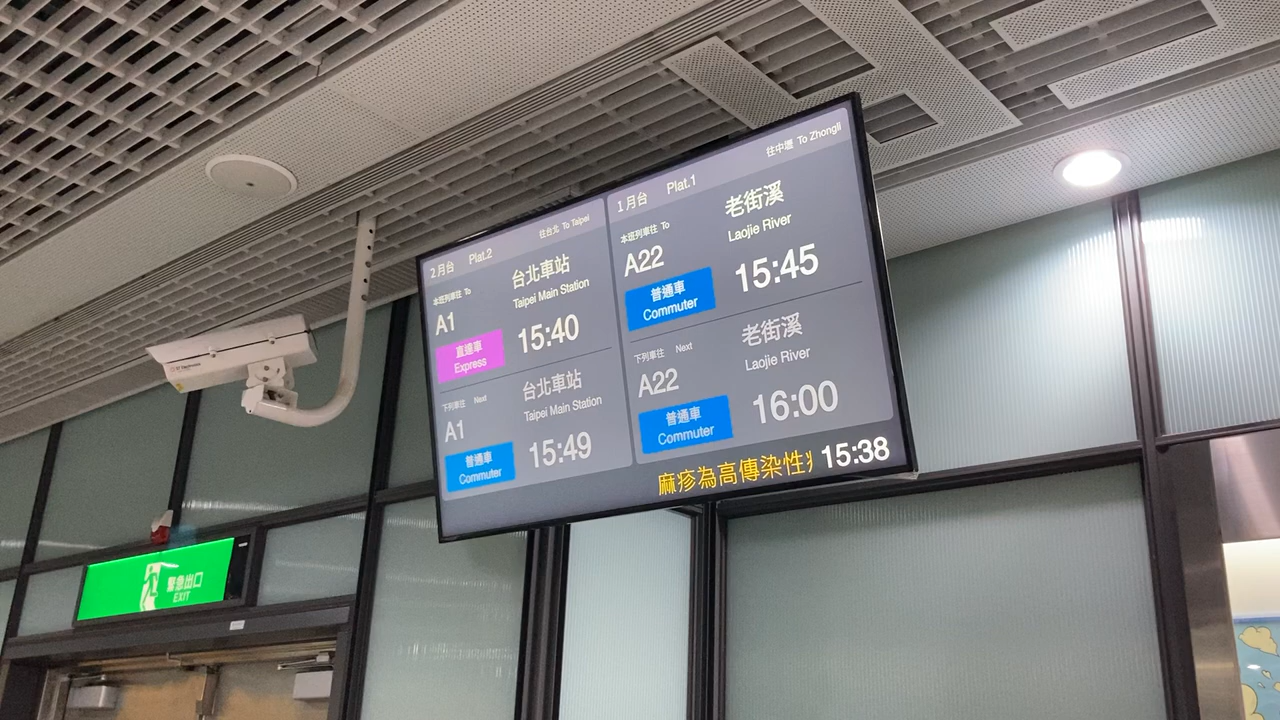 2月台 Plat.2 往台北 To Taipei
本班列車往 To
台北車站
A1
Taipei Main Station
直達車
Express
15:40
下列車往 Next
台北車站
A1
Taipei Main Station
普通車
Commuter
15:49
1月台 Plat.1 往中壢 To Zhongli
本班列車往 To
老街溪
A22
Laojie River
普通車
Commuter
15:45
下列車往 Next
老街溪
A22
Laojie River
普通車
Commuter
16:00
麻疹為高傳染性 15:38
緊急出口
EXIT